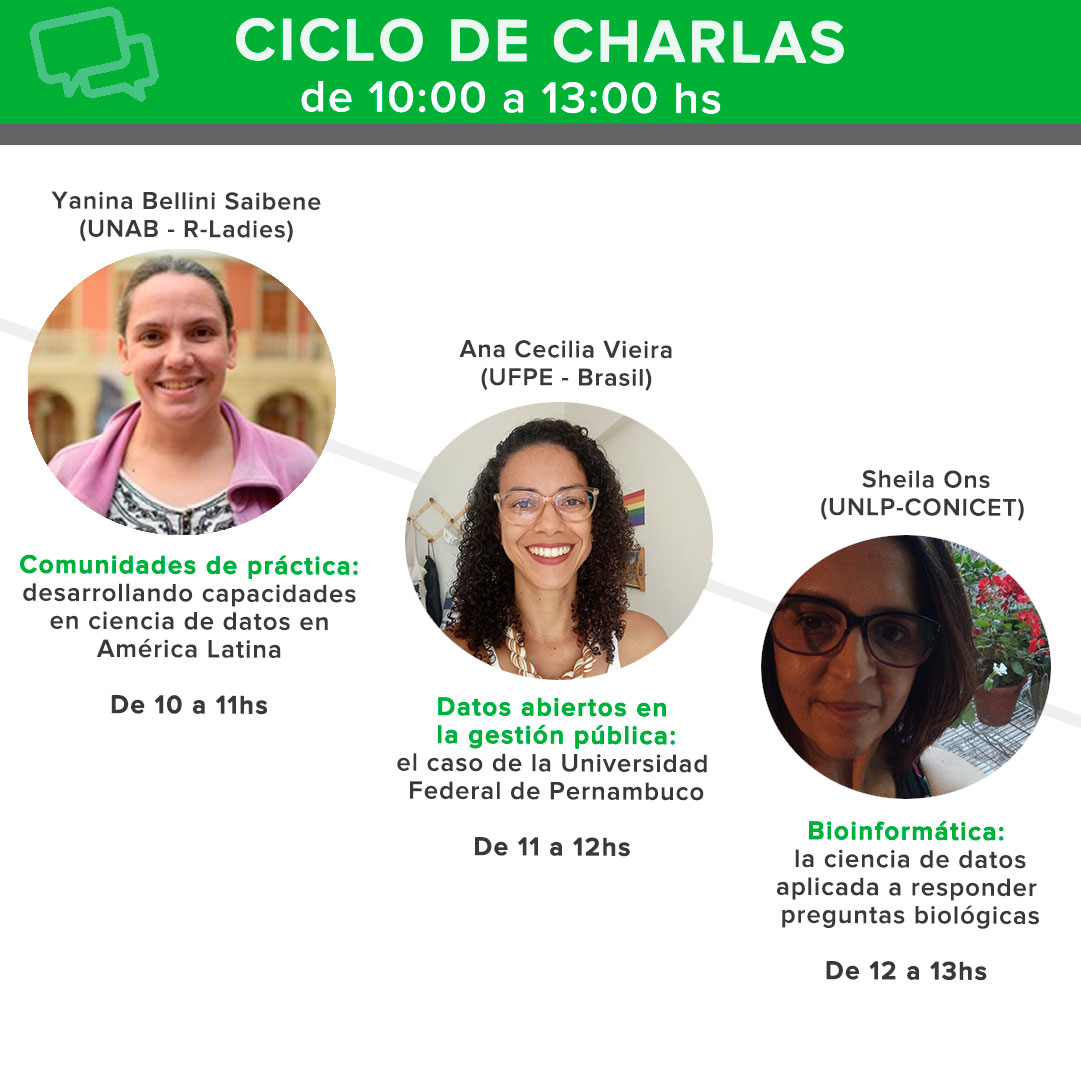 CICLO DE CHARLAS
de 10:00 a 13:00 hs
Yanina Bellini Saibene
(UNAB - R-Ladies)
Comunidades de práctica:
desarrollando capacidades
en ciencia de datos en
América Latina
De 10 a 11hs
Ana Cecilia Vieira
(UFPE - Brasil)
Datos abiertos en
la gestión pública:
el caso de la Universidad
Federal de Pernambuco
De 11 a 12hs
Sheila Ons
(UNLP-CONICET)
Bioinformática:
la ciencia de datos
aplicada a responder
preguntas biológicas
De 12 a 13hs